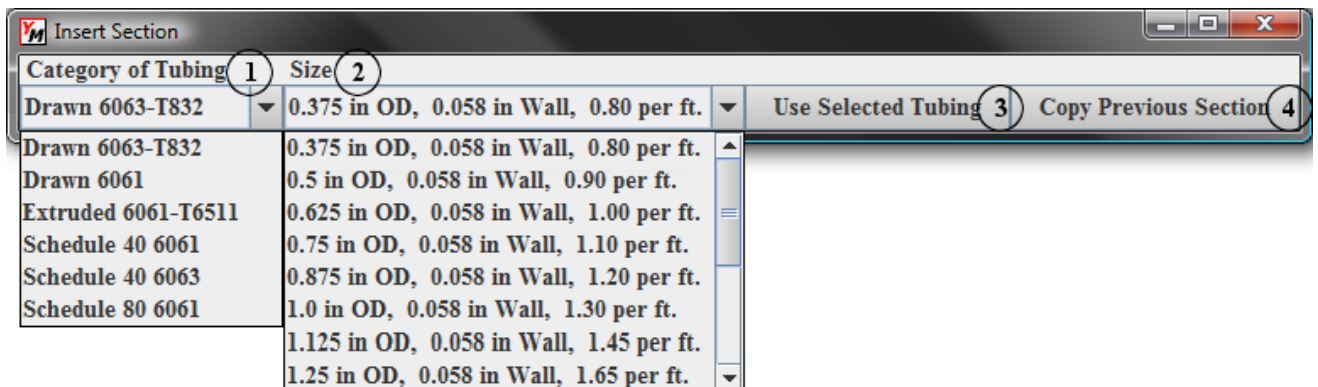 YM Insert Section
Category of Tubing 1 Size 2
Drawn 6063-T832 0.375 in OD, 0.058 in Wall, 0.80 per ft. Use Selected Tubing 3 Copy Previous Section 4
Drawn 6063-T832 0.375 in OD, 0.058 in Wall, 0.80 per ft.
Drawn 6061 0.5 in OD, 0.058 in Wall, 0.90 per ft.
Extruded 6061-T6511 0.625 in OD, 0.058 in Wall, 1.00 per ft.
Schedule 40 6061 0.75 in OD, 0.058 in Wall, 1.10 per ft.
Schedule 40 6063 0.875 in OD, 0.058 in Wall, 1.20 per ft.
Schedule 80 6061 1.0 in OD, 0.058 in Wall, 1.30 per ft.
1.125 in OD, 0.058 in Wall, 1.45 per ft.
1.25 in OD, 0.058 in Wall, 1.65 per ft.